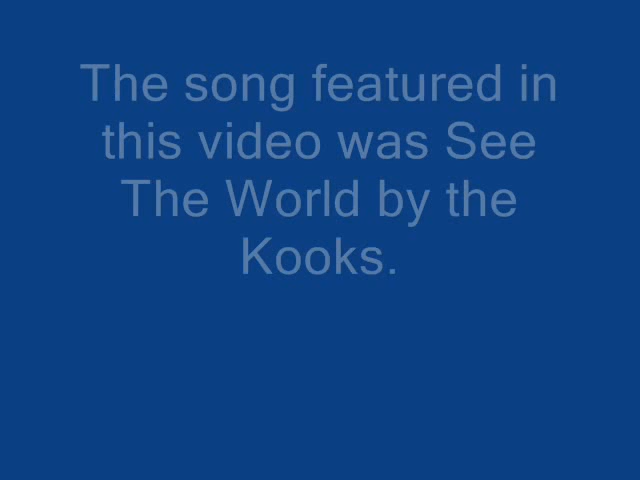 The song featured in
this video was See
The World by the
Kooks.